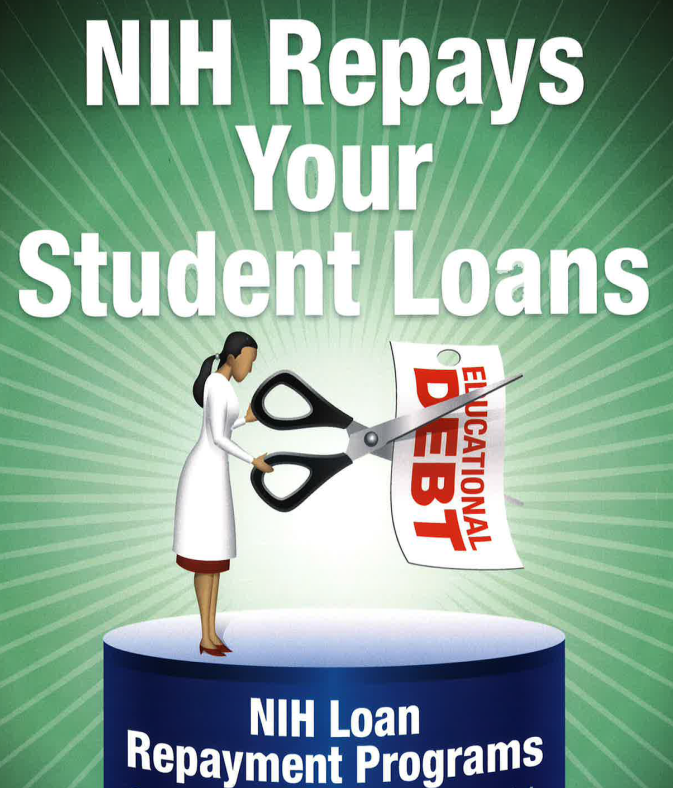 NIH Repays
Your
Student Loans
EDUCATIONAL
DEBT
NIH Loan
Repayment Programs